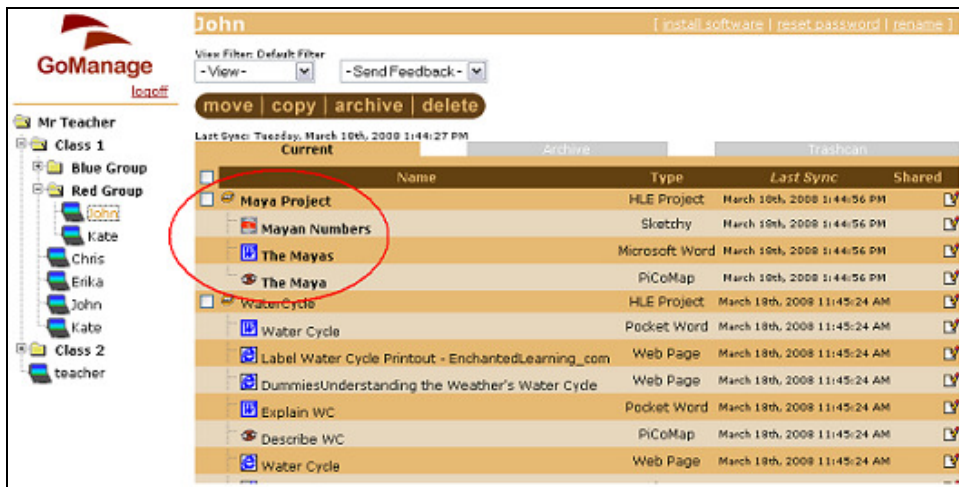 GoManage
logoff
Mr Teacher
Class 1
Blue Group
Red Group
John
Kate
Chris
Erika
John
Kate
Class 2
teacher
John [ install software | reset password | rename ]
View Filter: Default Filter
-View- -Send Feedback-
move | copy | archive | delete
Last Sync: Tuesday, March 18th, 2008 1:44:27 PM
Current Archive Trashcan
Name Type Last Sync Shared
Maya Project HLE Project March 18th, 2008 1:44:56 PM
Mayan Numbers Sketchy March 18th, 2008 1:44:56 PM
The Mayas Microsoft Word March 18th, 2008 1:44:56 PM
The Maya PiCoMap March 18th, 2008 1:44:56 PM
WaterCycle HLE Project March 18th, 2008 11:45:24 AM
Water Cycle Pocket Word March 18th, 2008 11:45:24 AM
Label Water Cycle Printout - EnchantedLearning_com Web Page March 18th, 2008 11:45:24 AM
DummiesUnderstanding the Weather's Water Cycle Web Page March 18th, 2008 11:45:24 AM
Explain WC Pocket Word March 18th, 2008 11:45:24 AM
Describe WC PiCoMap March 18th, 2008 11:45:24 AM
Water Cycle Web Page March 18th, 2008 11:45:24 AM